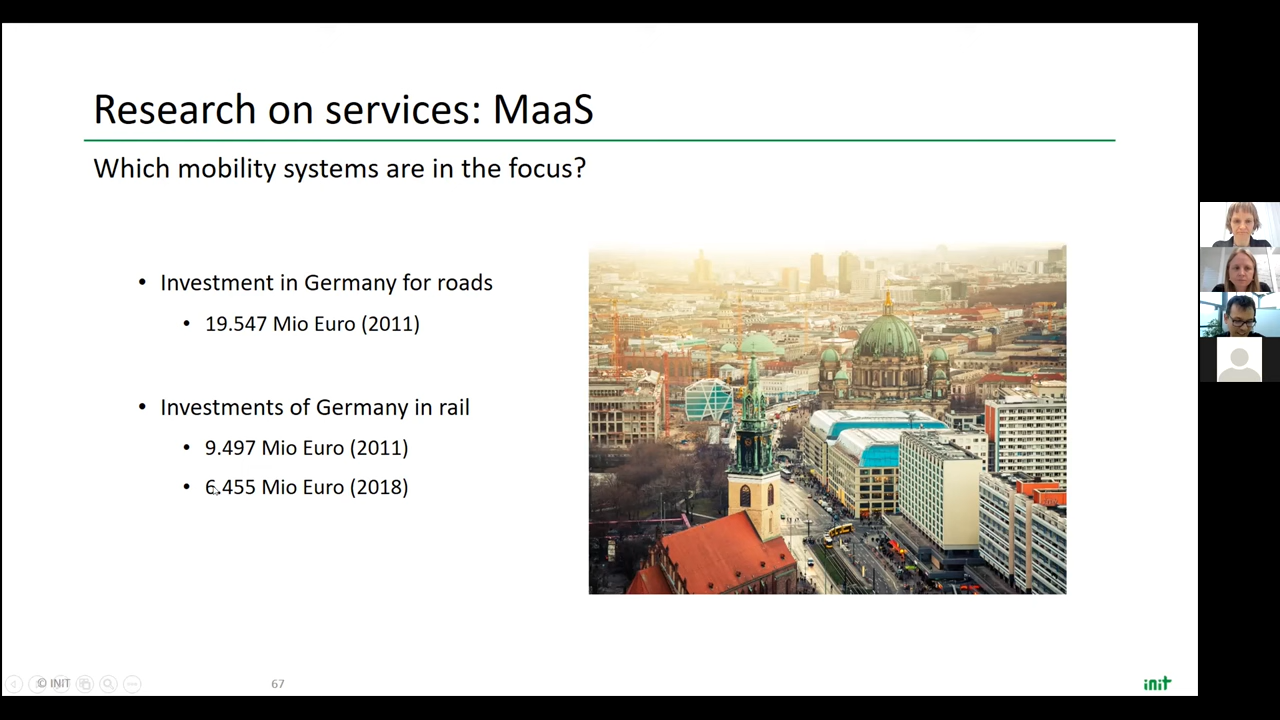 Research on services: MaaS
Which mobility systems are in the focus?
• Investment in Germany for roads
• 19.547 Mio Euro (2011)
• Investments of Germany in rail
• 9.497 Mio Euro (2011)
• 6.455 Mio Euro (2018)
© INIT
67
init